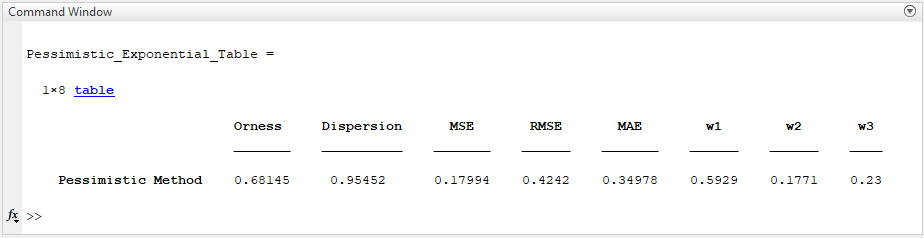 Command Window
Pessimistic_Exponential_Table =
1×8 table
Orness Dispersion MSE RMSE MAE w1 w2 w3
Pessimistic Method 0.68145 0.95452 0.17994 0.4242 0.34978 0.5929 0.1771 0.23
fx >>